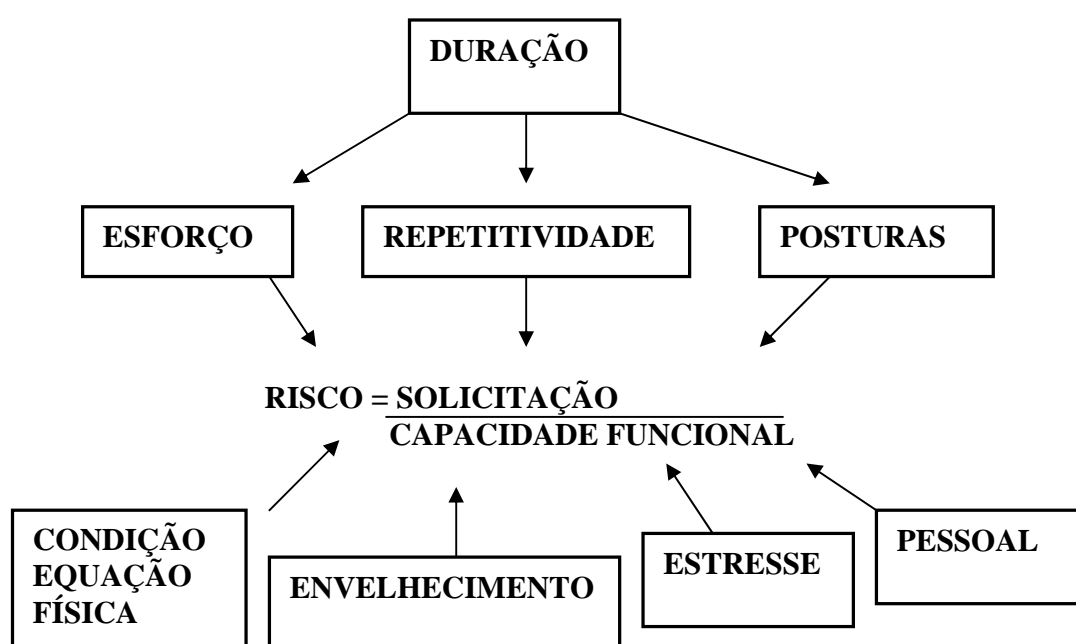 DURAÇÃO
ESFORÇO
REPETITIVIDADE
POSTURAS
RISCO = SOLICITAÇÃO
CAPACIDADE FUNCIONAL
CONDIÇÃO
EQUAÇÃO
FÍSICA
ENVELHECIMENTO
ESTRESSE
PESSOAL